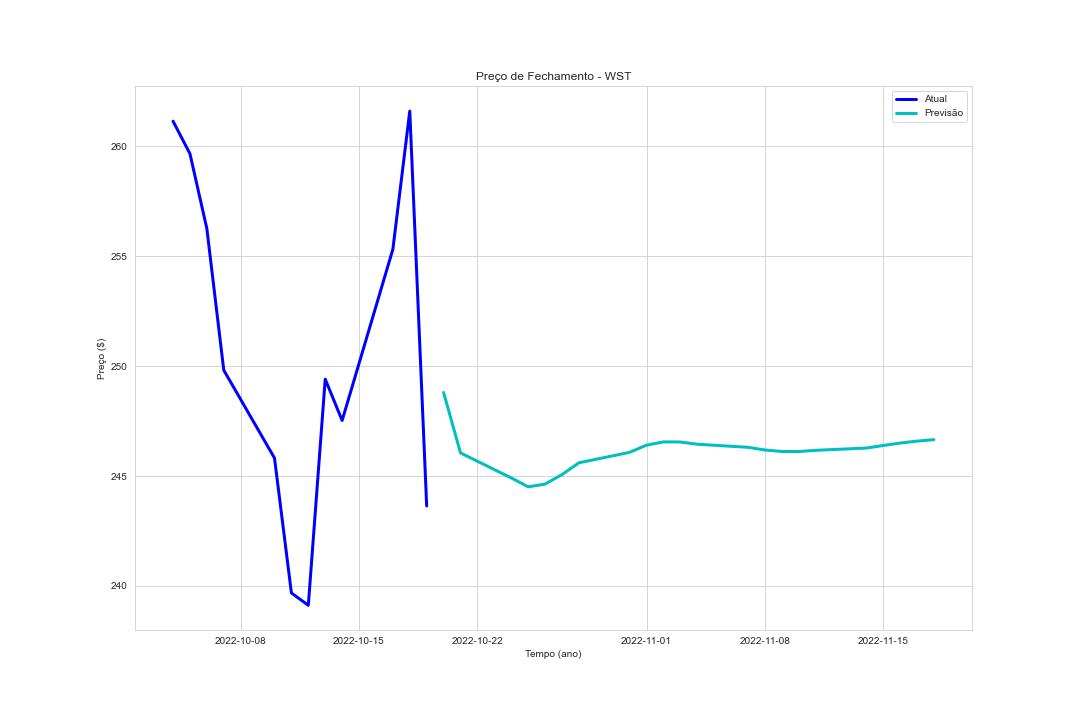 Preço de Fechamento - WST
Atual
Previsão
260
255
250
245
240
Preço ($)
2022-10-08
2022-10-15
2022-10-22
2022-11-01
2022-11-08
2022-11-15
Tempo (ano)